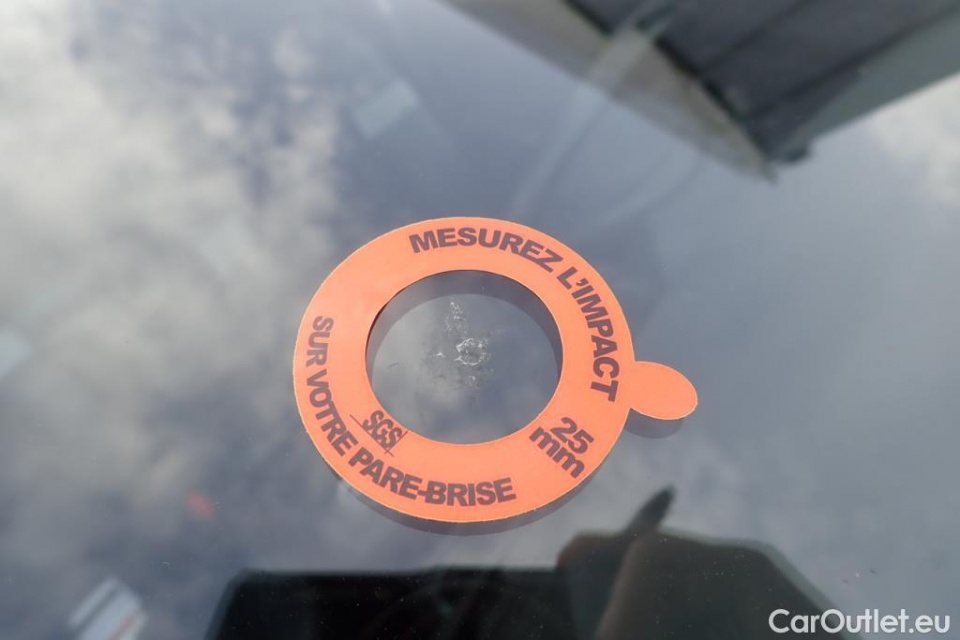 MESUREZ L'IMPACT
SUR VOTRE PARE-BRISE
SGS
25
mm
CarOutlet.eu